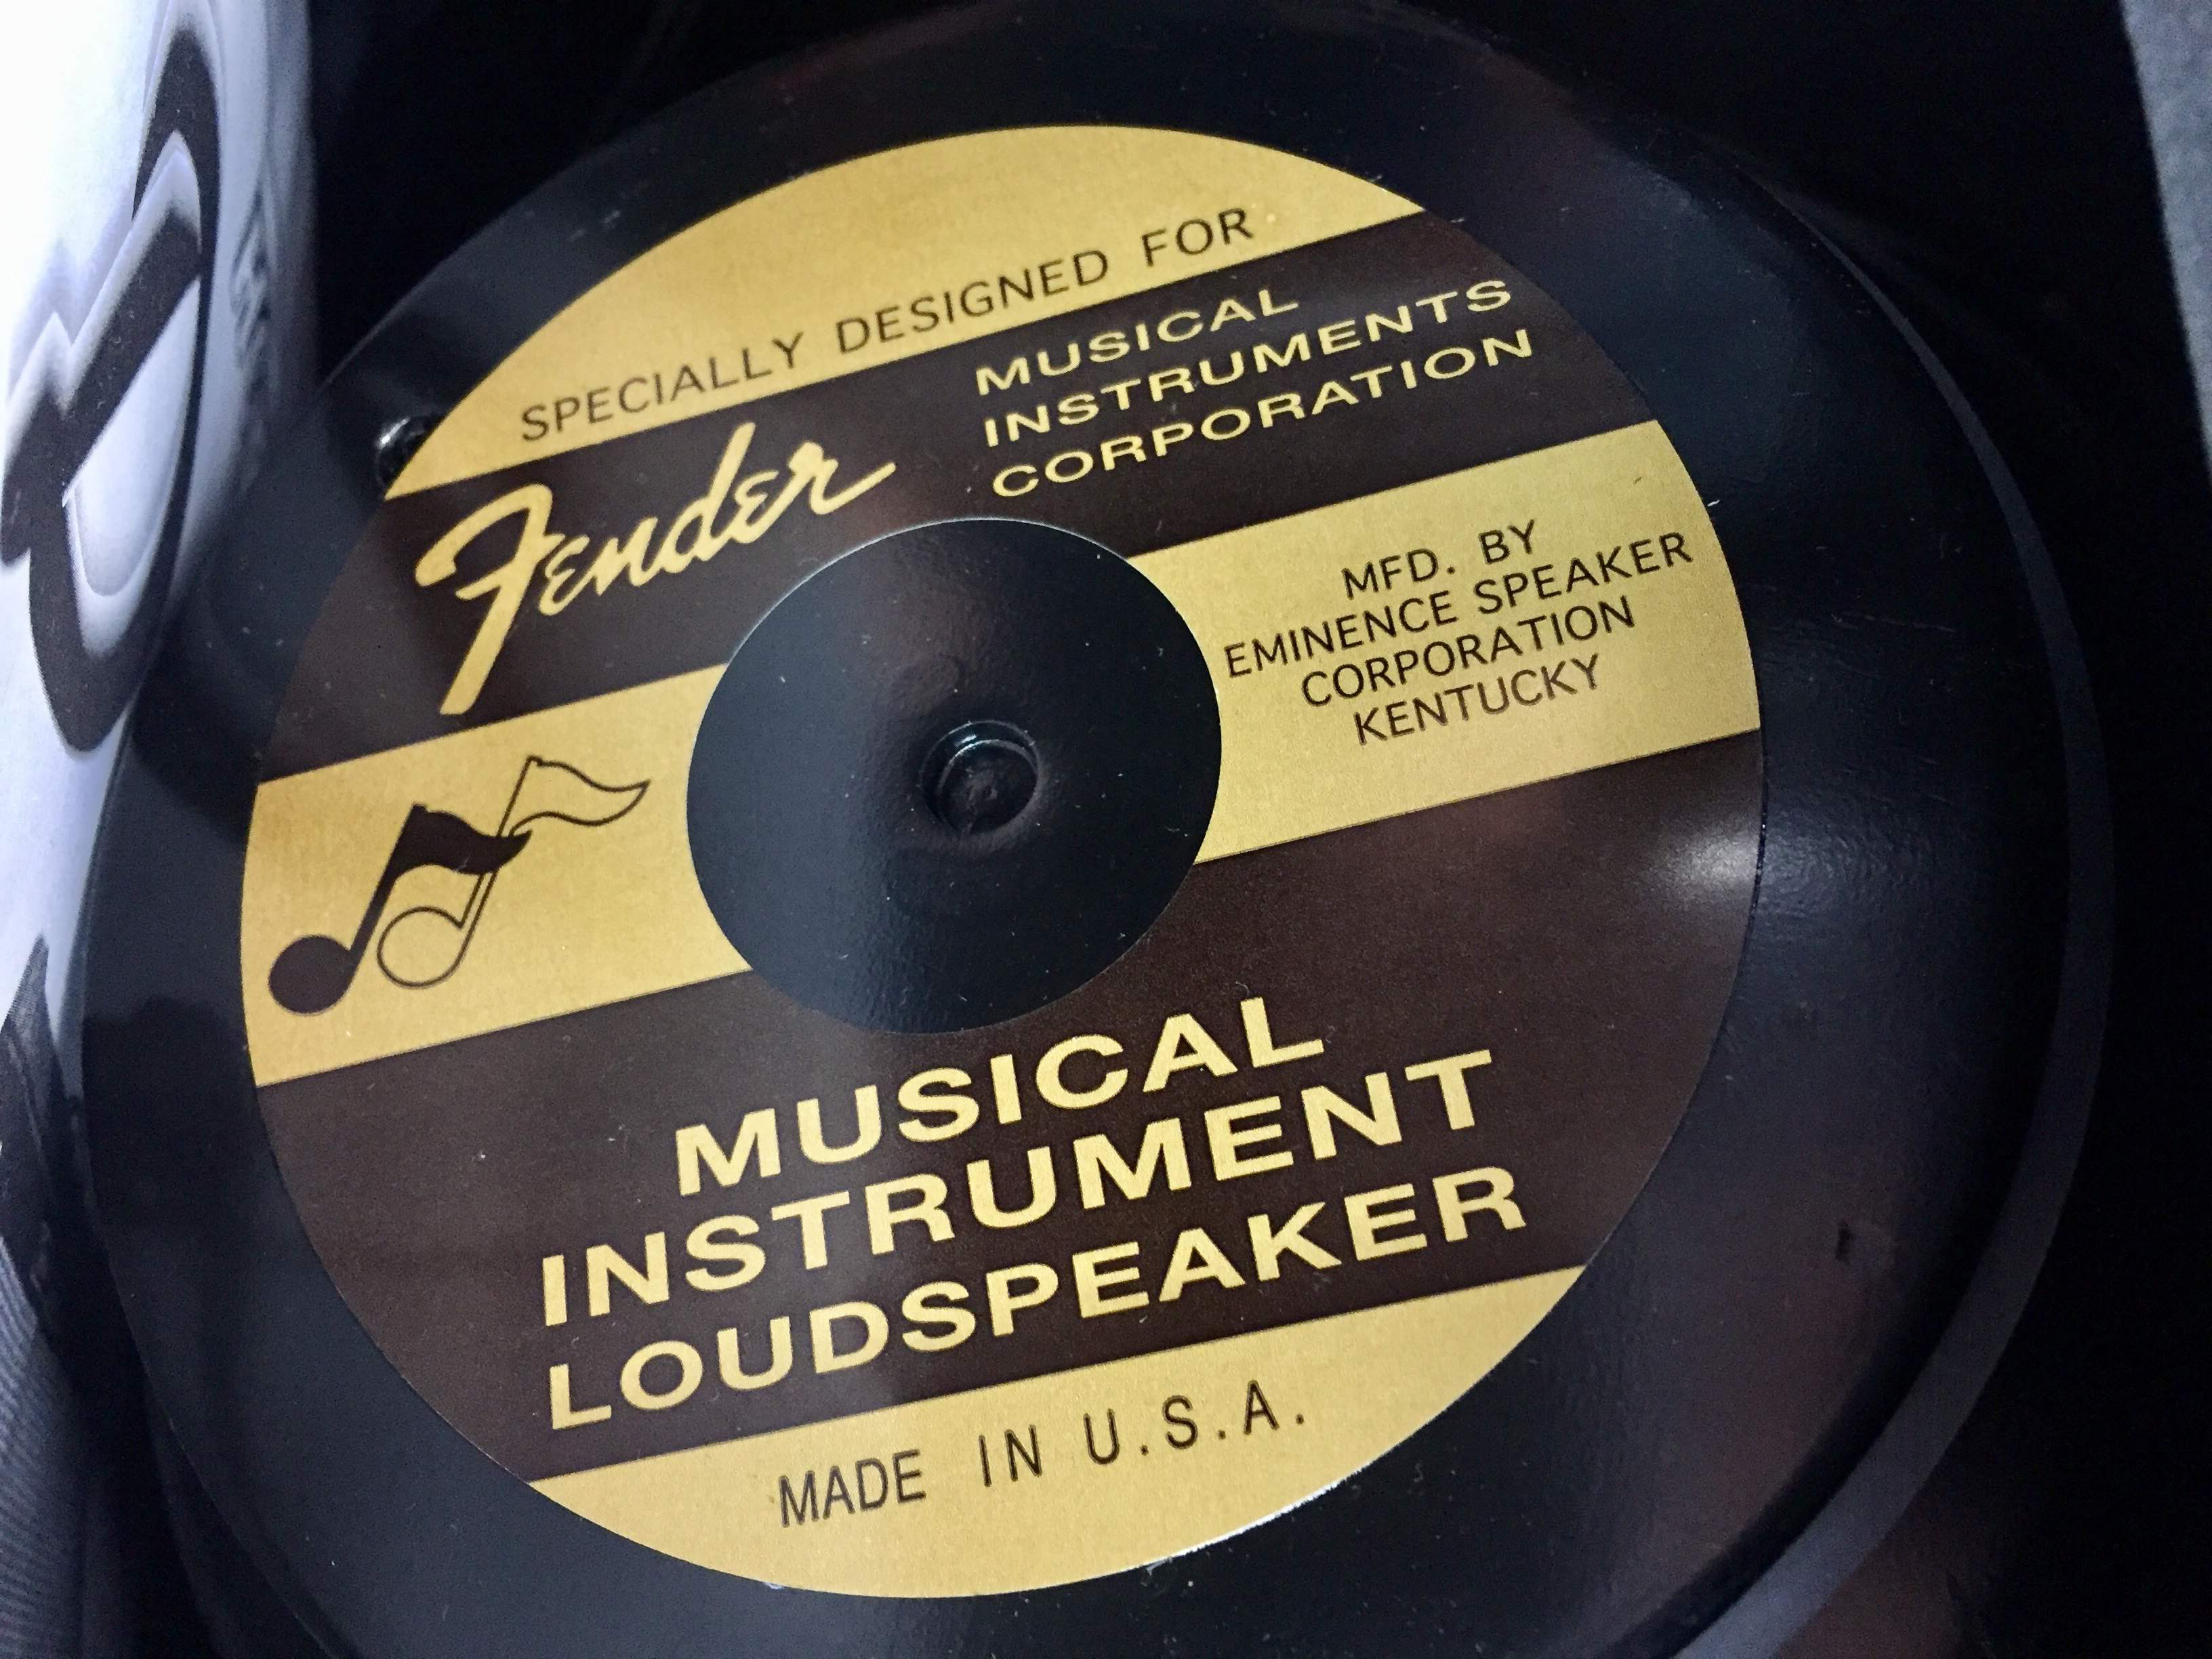 SPECIALLY DESIGNED FOR
Fender
MUSICAL
INSTRUMENTS
CORPORATION
MFD. BY
EMINENCE SPEAKER
CORPORATION
KENTUCKY
MUSICAL
INSTRUMENT
LOUDSPEAKER
MADE IN U.S.A.